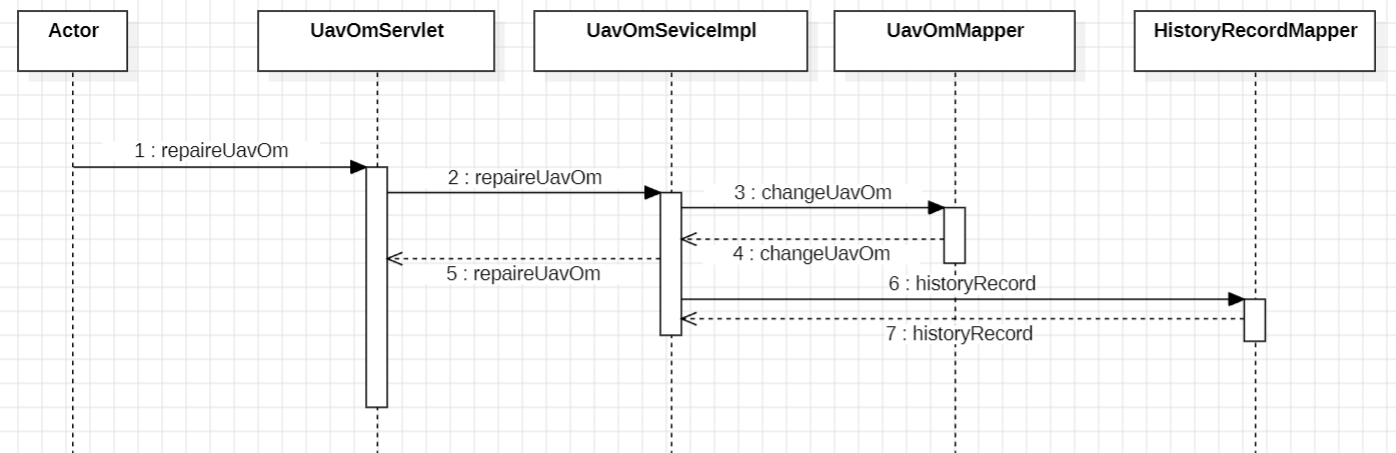 Actor
UavOmServlet
UavOmSeviceImpl
UavOmMapper
HistoryRecordMapper
1 : repaireUavOm
2 : repaireUavOm
3 : changeUavOm
4 : changeUavOm
5 : repaireUavOm
6 : historyRecord
7 : historyRecord